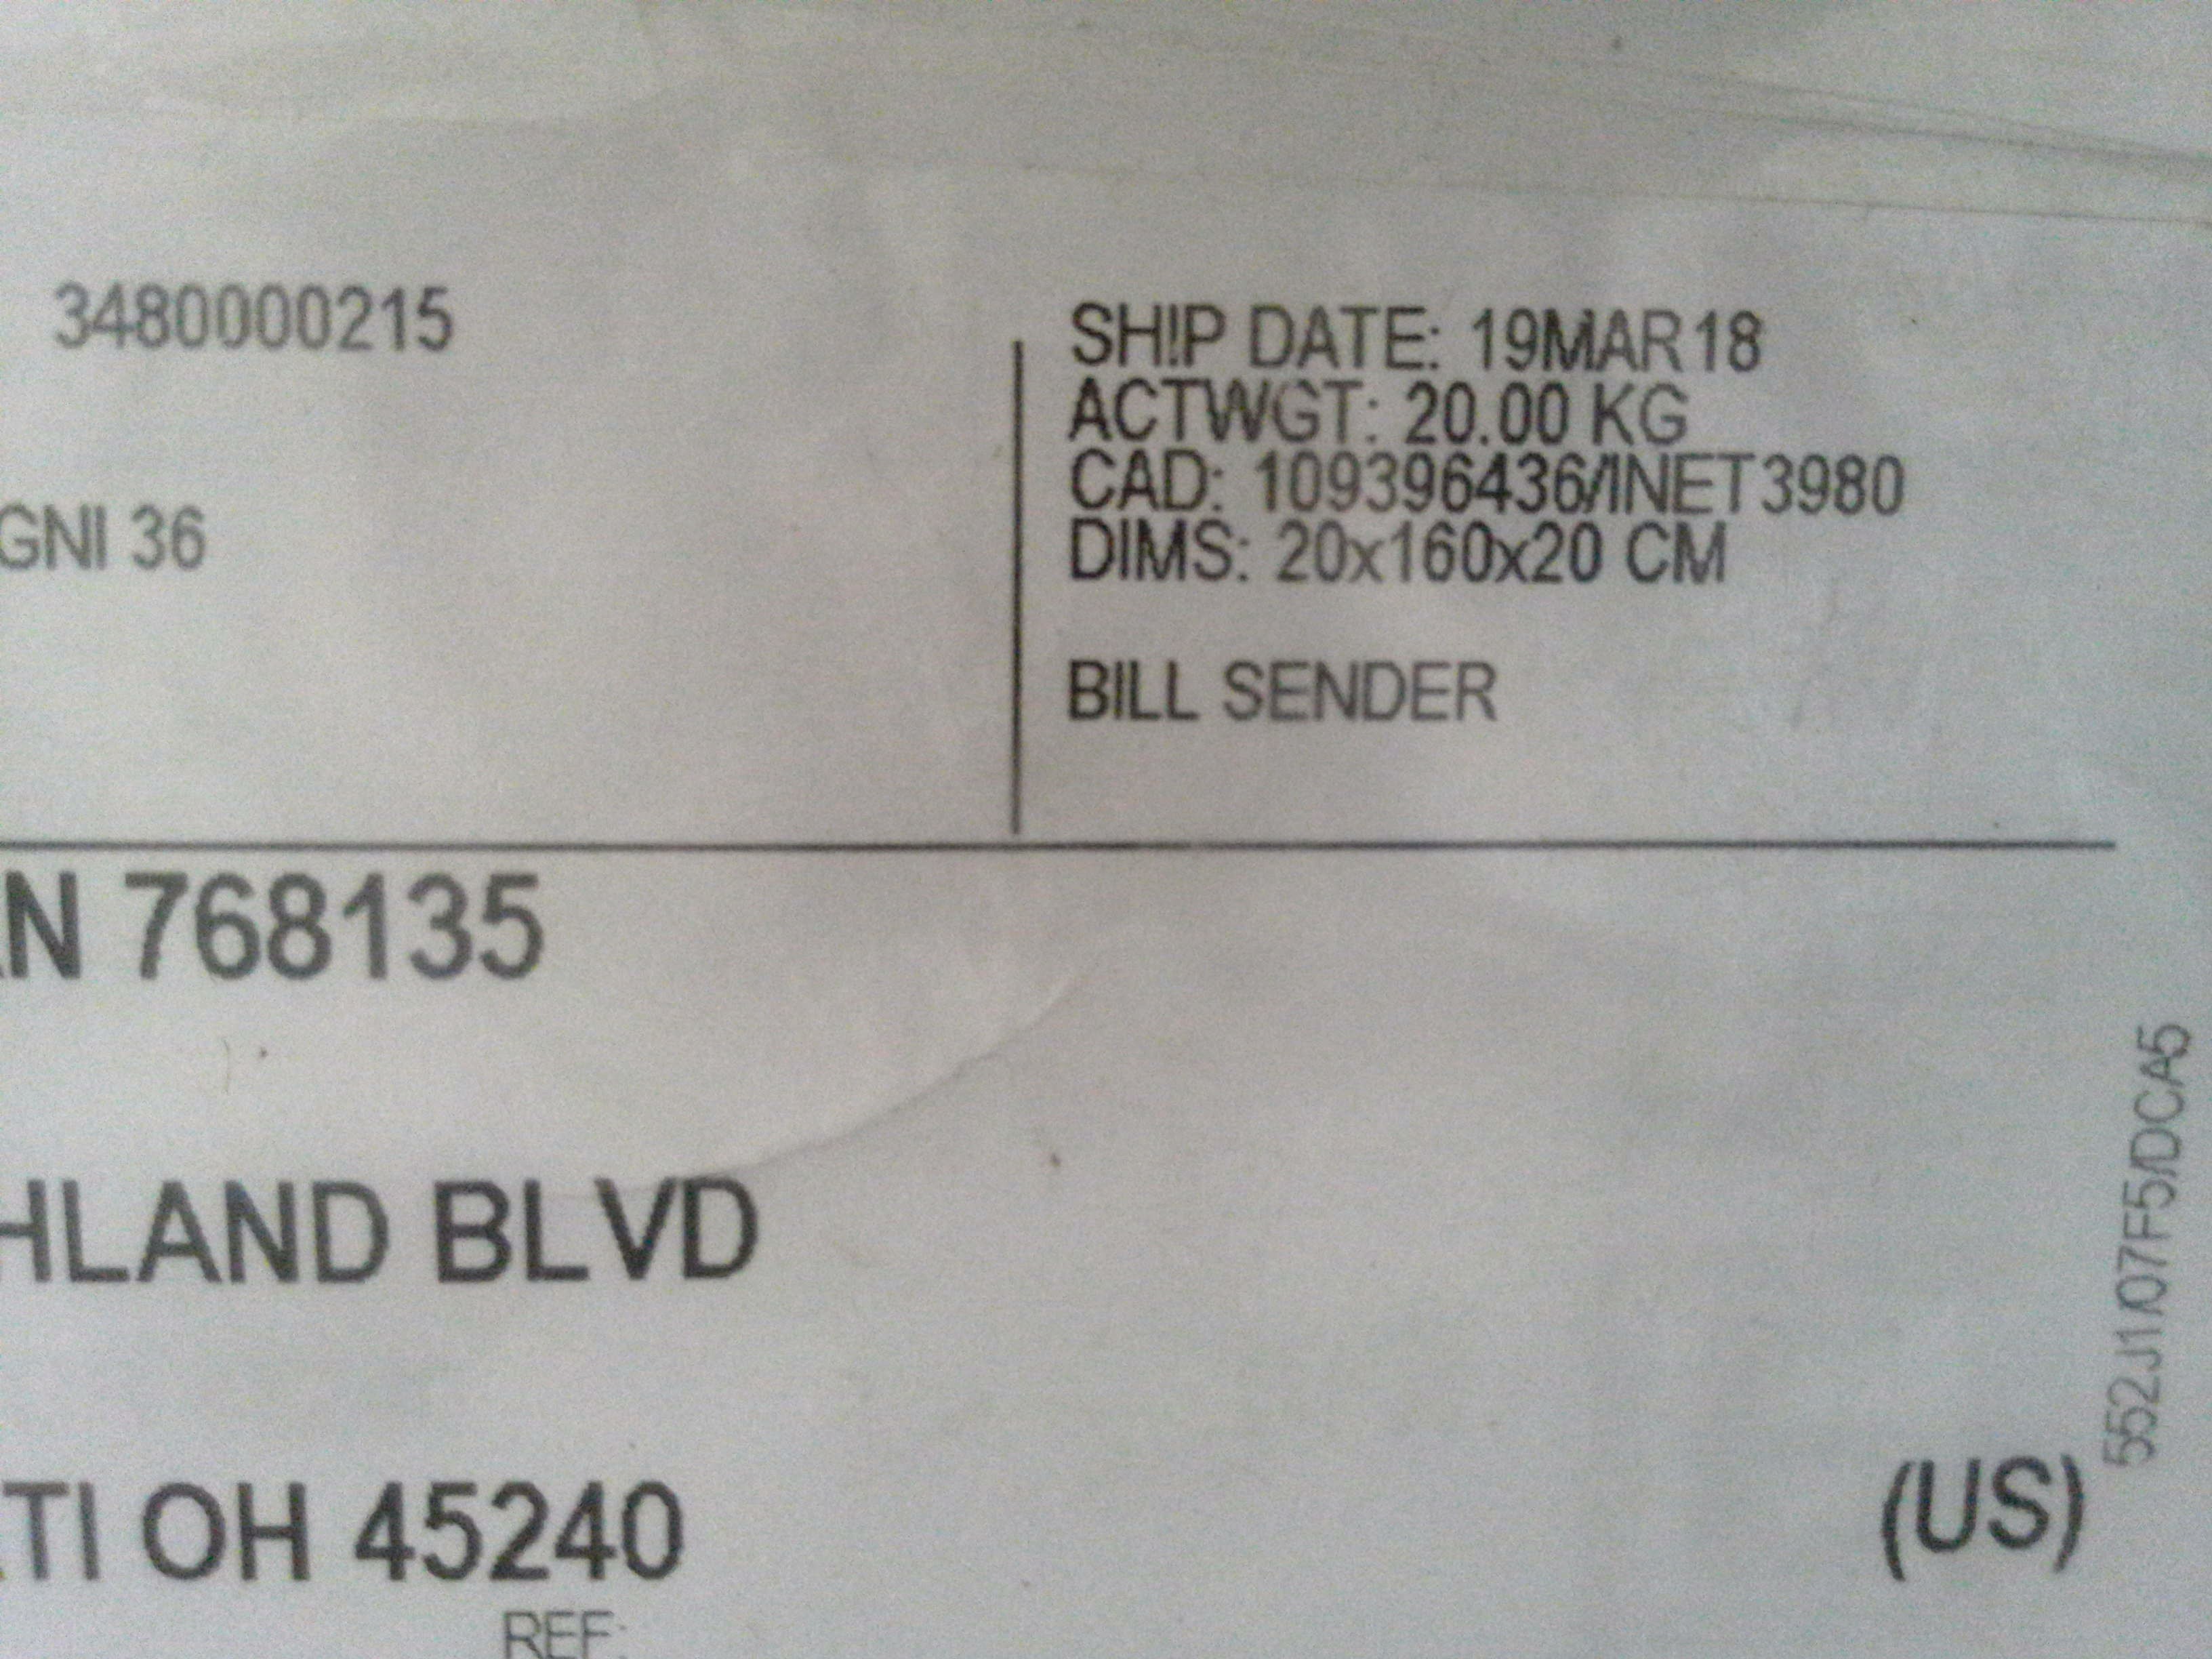 3480000215
GNI 36
SHIP DATE: 19MAR18
ACTWGT: 20.00 KG
CAD: 109396436/INET3980
DIMS: 20x160x20 CM
BILL SENDER
N 768135
HLAND BLVD
TI OH 45240
(US)
REF:
552J1/07F5/DCA5